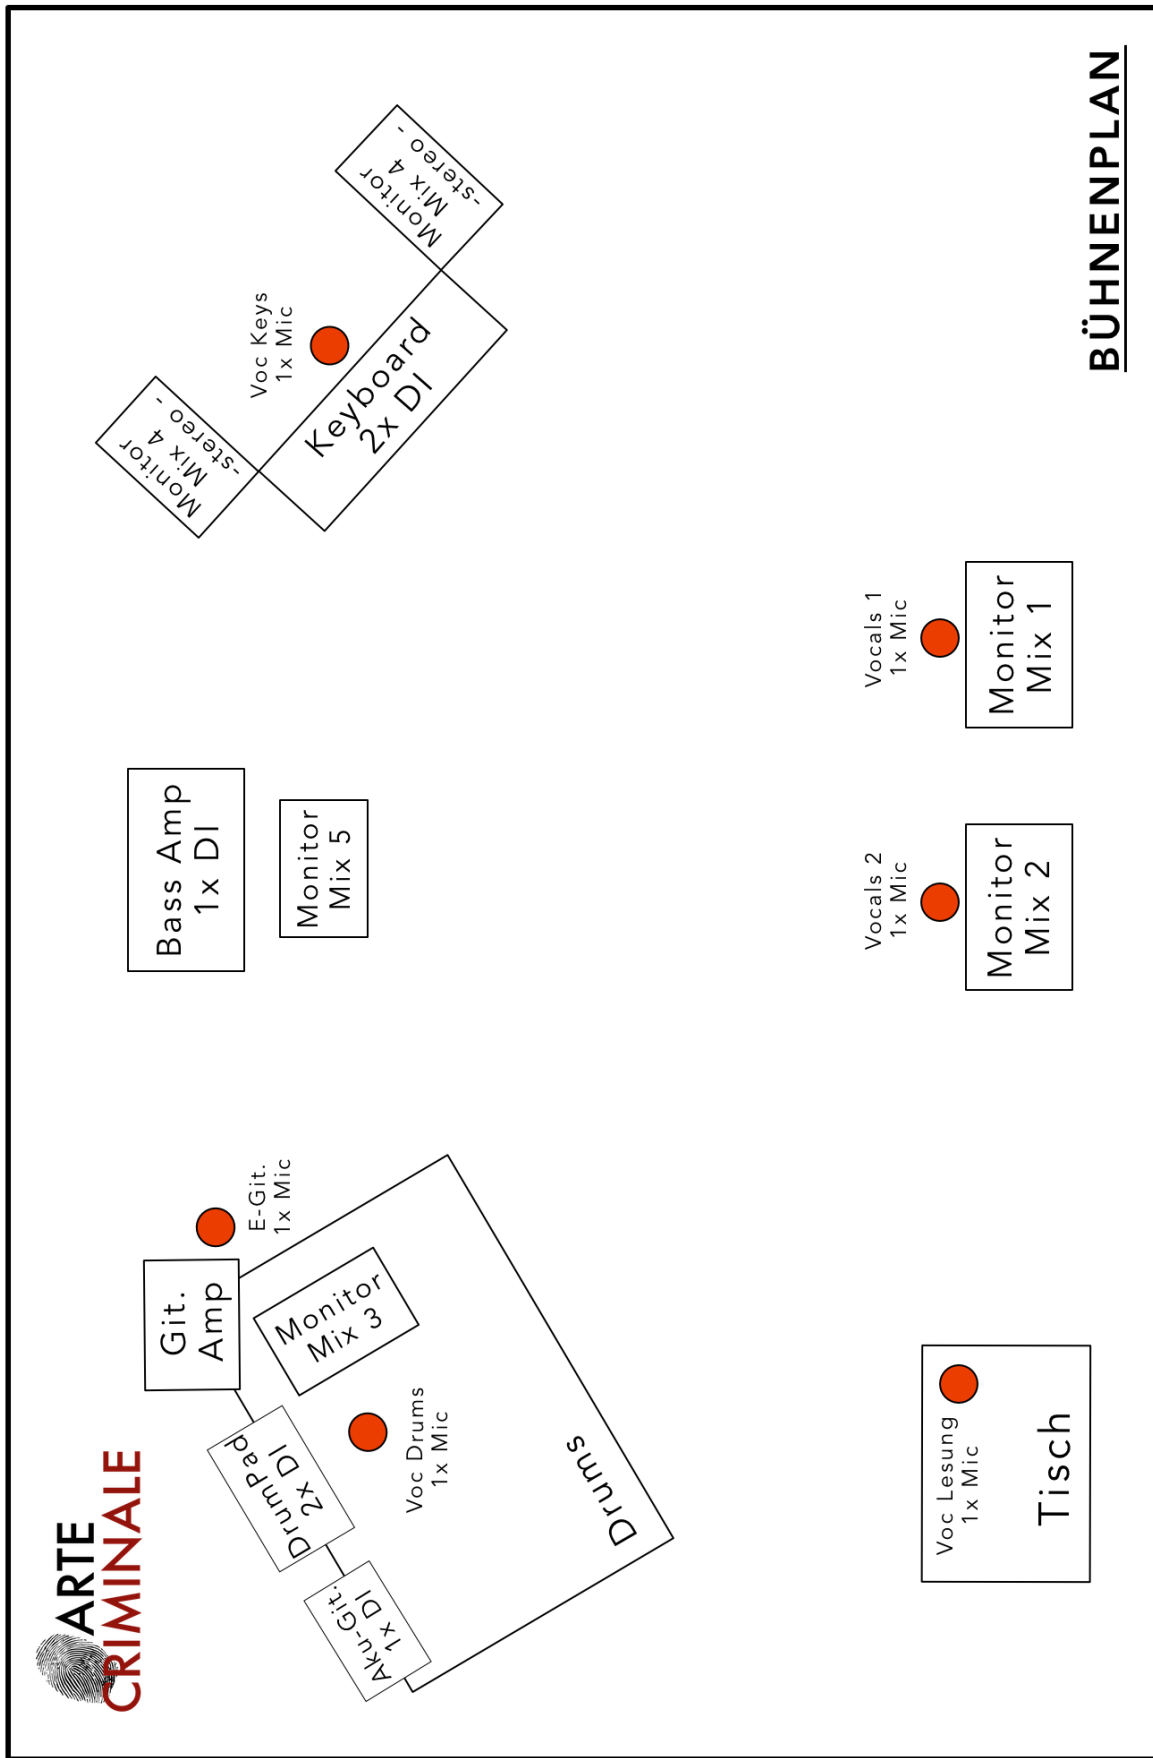 ARTE
CRIMINALE
Git.
Amp
E-Git.
1x Mic
Bass Amp
1x DI
Monitor
Mix 5
Monitor
Mix 4
-stereo -
Voc Keys
1x Mic
Monitor
Mix 4
-stereo -
Keyboard
2x DI
Aku-Git.
1x DI
DrumPad
2x DI
Monitor
Mix 3
Voc Drums
1x Mic
Drums
Voc Lesung
1x Mic
Tisch
Vocals 2
1x Mic
Monitor
Mix 2
Vocals 1
1x Mic
Monitor
Mix 1
BÜHNENPLAN